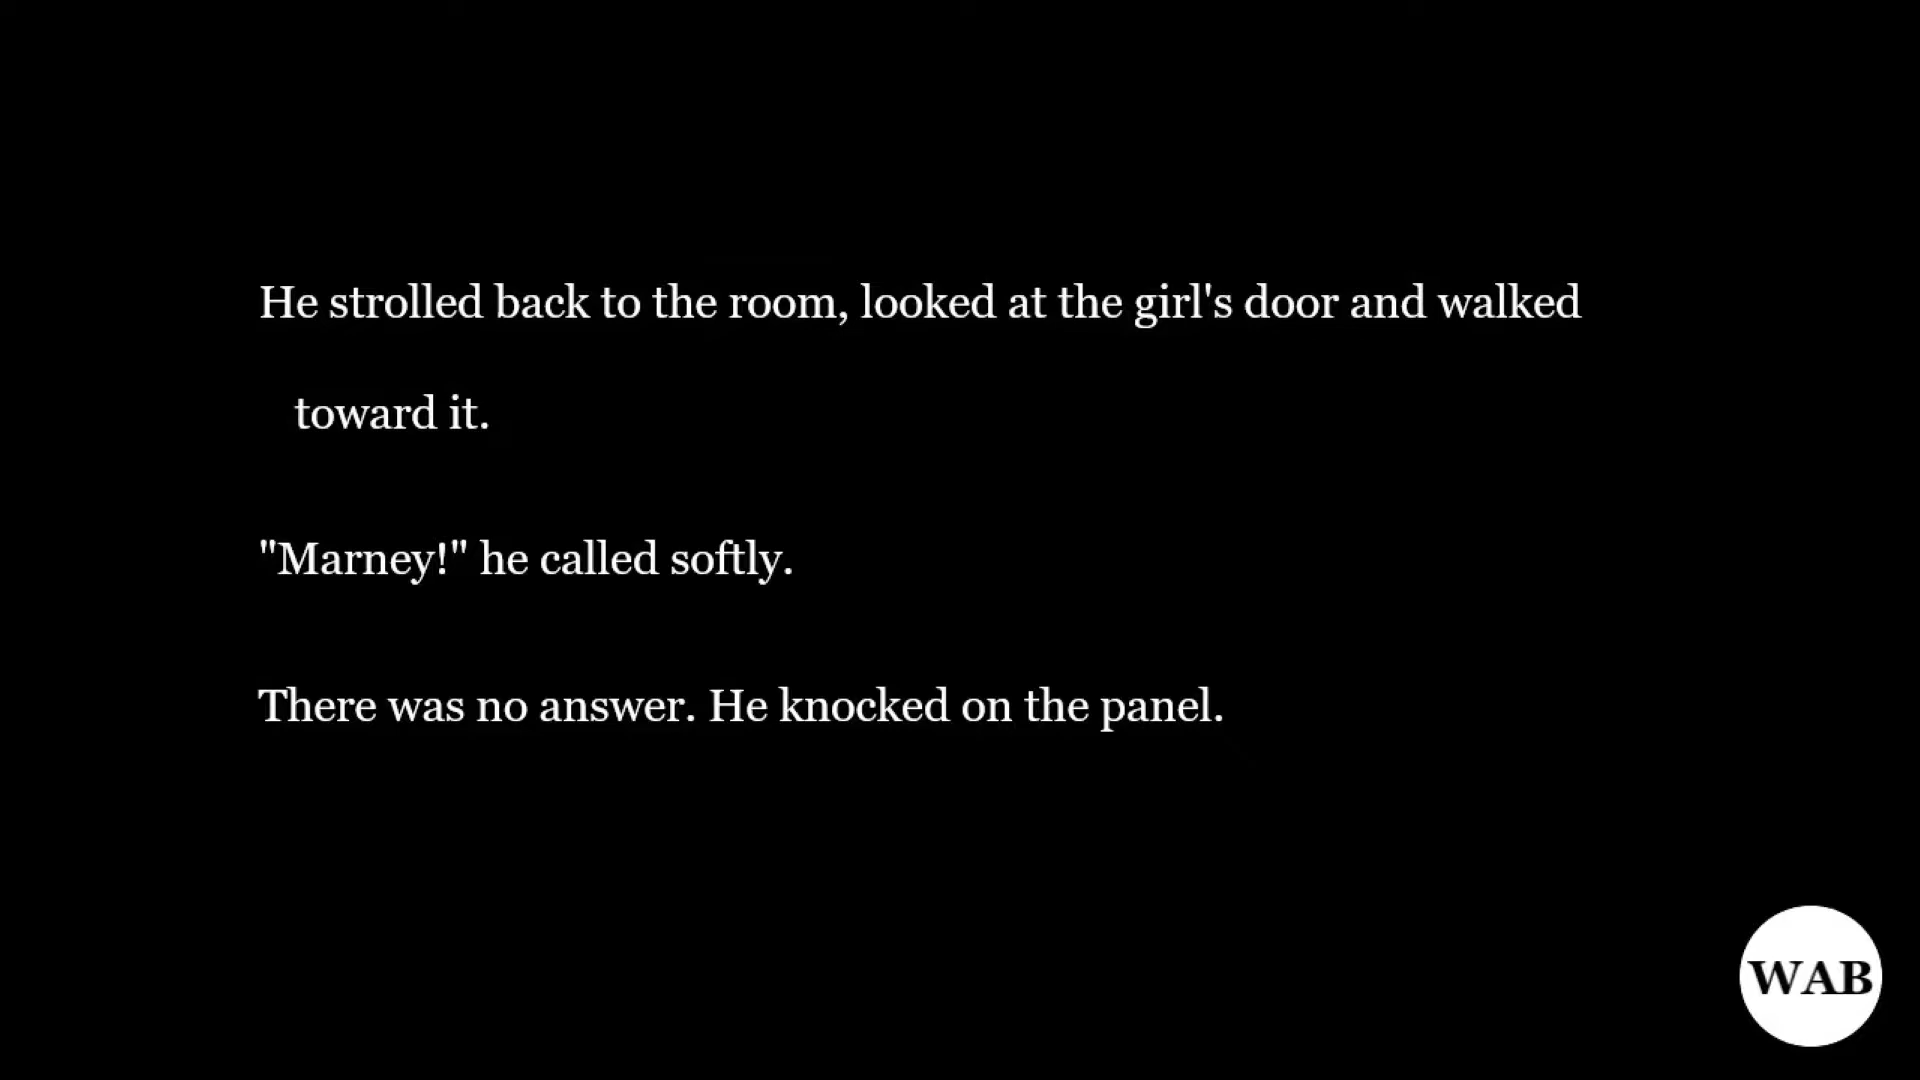 He strolled back to the room, looked at the girl's door and walked
toward it.
"Marney!" he called softly.
There was no answer. He knocked on the panel.
WAB